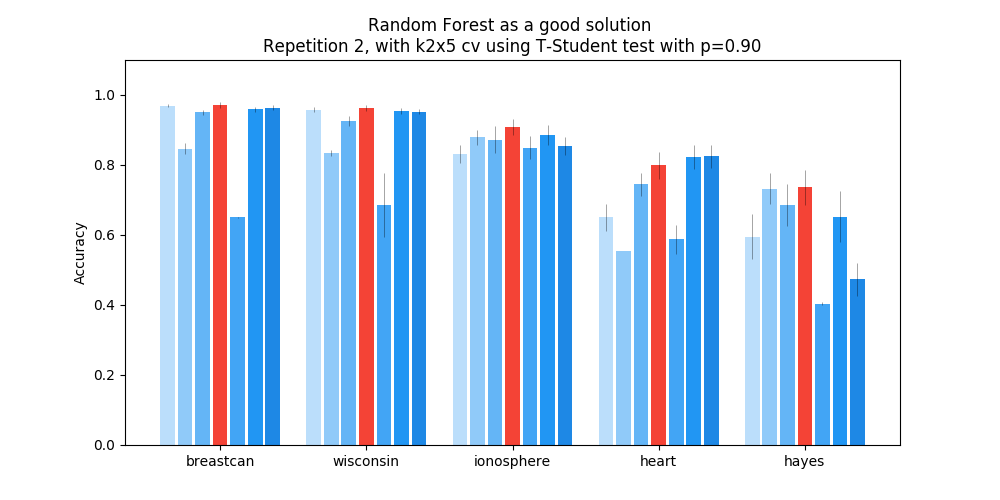 Random Forest as a good solution
Repetition 2, with k2x5 cv using T-Student test with p=0.90
Accuracy
1.0
0.8
0.6
0.4
0.2
0.0
breastcan wisconsin ionosphere heart hayes